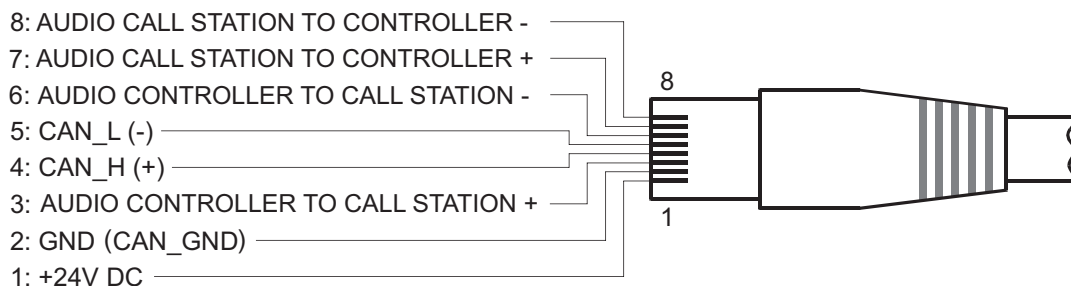 8: AUDIO CALL STATION TO CONTROLLER -
7: AUDIO CALL STATION TO CONTROLLER +
6: AUDIO CONTROLLER TO CALL STATION -
5: CAN_L (-)
4: CAN_H (+)
3: AUDIO CONTROLLER TO CALL STATION +
2: GND (CAN_GND)
1: +24V DC
8
1